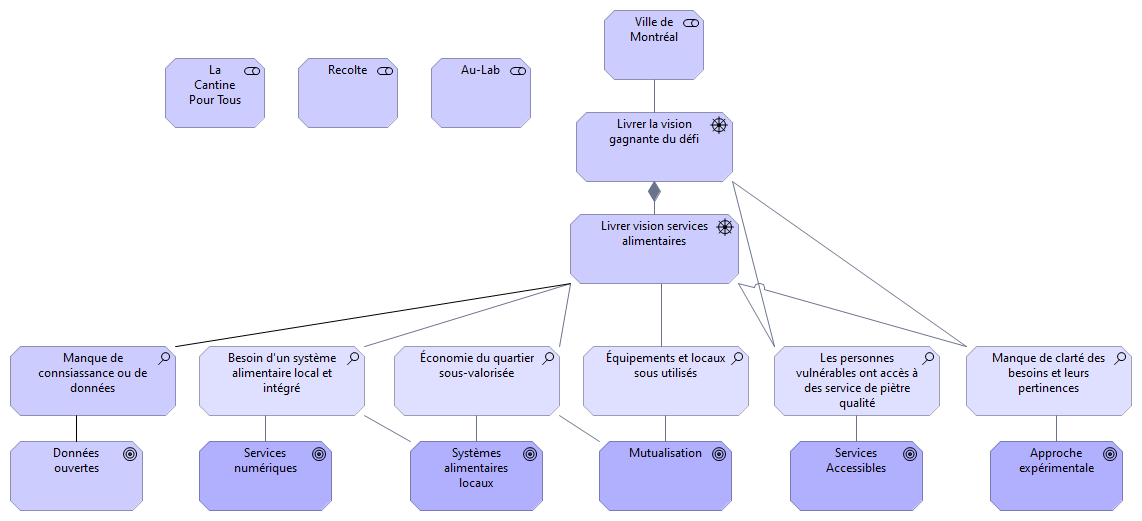 Ville de
Montréal
La
Cantine
Pour Tous
Recolte
Au-Lab
Livrer la vision
gagnante du défi
Livrer vision services
alimentaires
Manque de
connsiassance ou de
données
Besoin d'un système
alimentaire local et
intégré
Économie du quartier
sous-valorisée
Équipements et locaux
sous utilisés
Les personnes
vulnérables ont accès à
des service de piètre
qualité
Manque de clarté des
besoins et leurs
pertinences
Données
ouvertes
Services
numériques
Systèmes
alimentaires
locaux
Mutualisation
Services
Accessibles
Approche
expérimentale